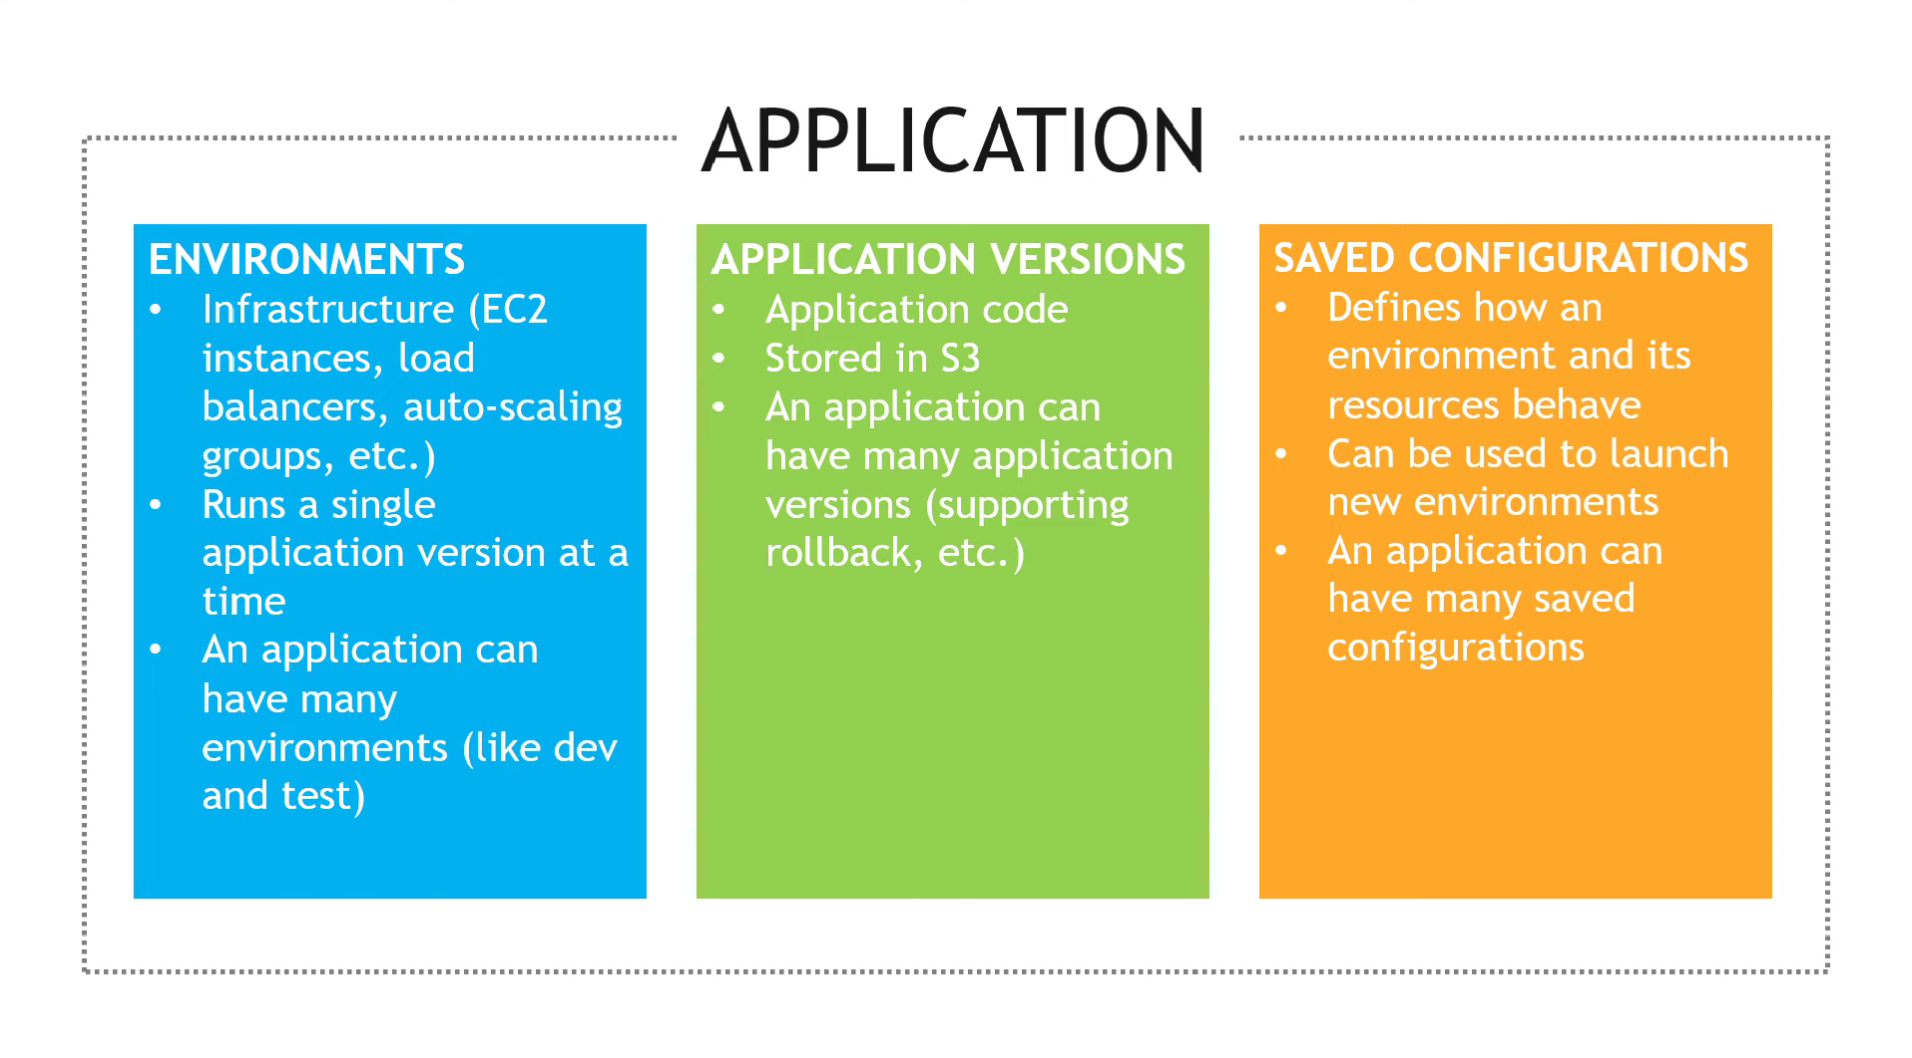 APPLICATION
ENVIRONMENTS
• Infrastructure (EC2
instances, load
balancers, auto-scaling
groups, etc.)
• Runs a single
application version at a
time
• An application can
have many
environments (like dev
and test)
APPLICATION VERSIONS
• Application code
• Stored in S3
• An application can
have many application
versions (supporting
rollback, etc.)
SAVED CONFIGURATIONS
• Defines how an
environment and its
resources behave
• Can be used to launch
new environments
• An application can
have many saved
configurations